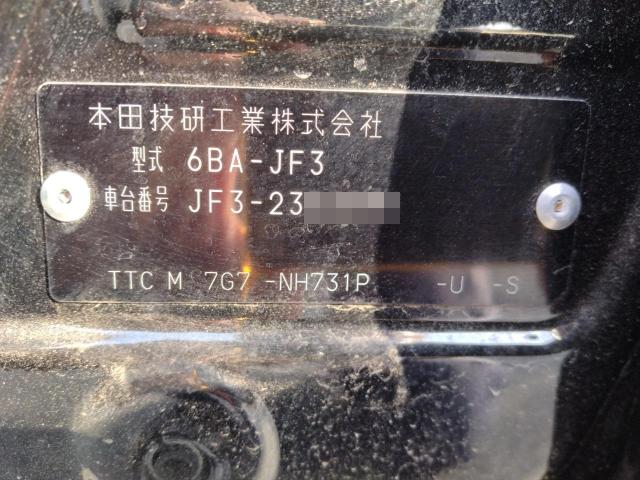 本田技研工業株式会社
型式 6BA-JF3
車台番号 JF3-23
TTC M 7G7 -NH731P -U -S